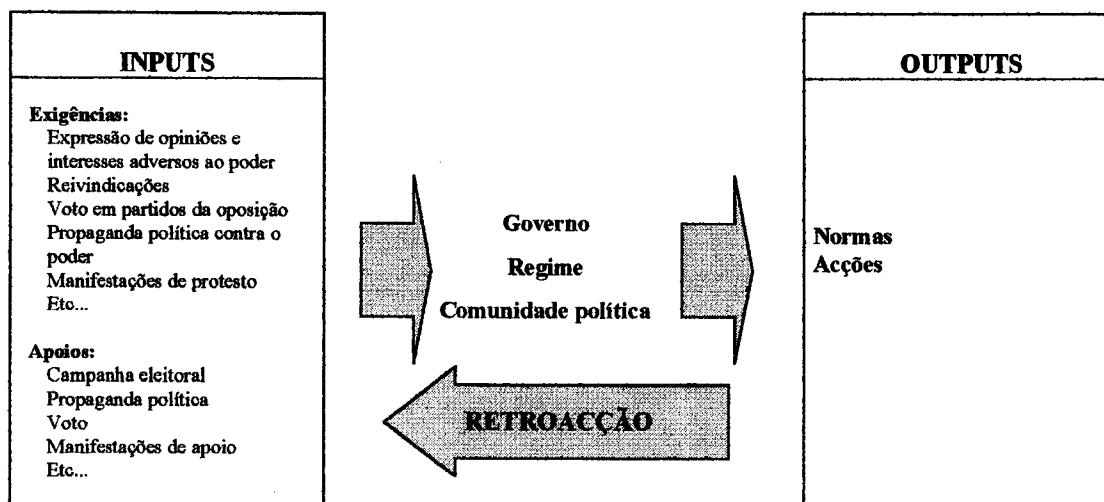 INPUTS
Exigências:
Expressão de opiniões e
interesses adversos ao poder
Reivindicações
Voto em partidos da oposição
Propaganda política contra o
poder
Manifestações de protesto
Etc...
Apoios:
Campanha eleitoral
Propaganda política
Voto
Manifestações de apoio
Etc...
Governo
Regime
Comunidade política
RETROACÇÃO
OUTPUTS
Normas
Acções